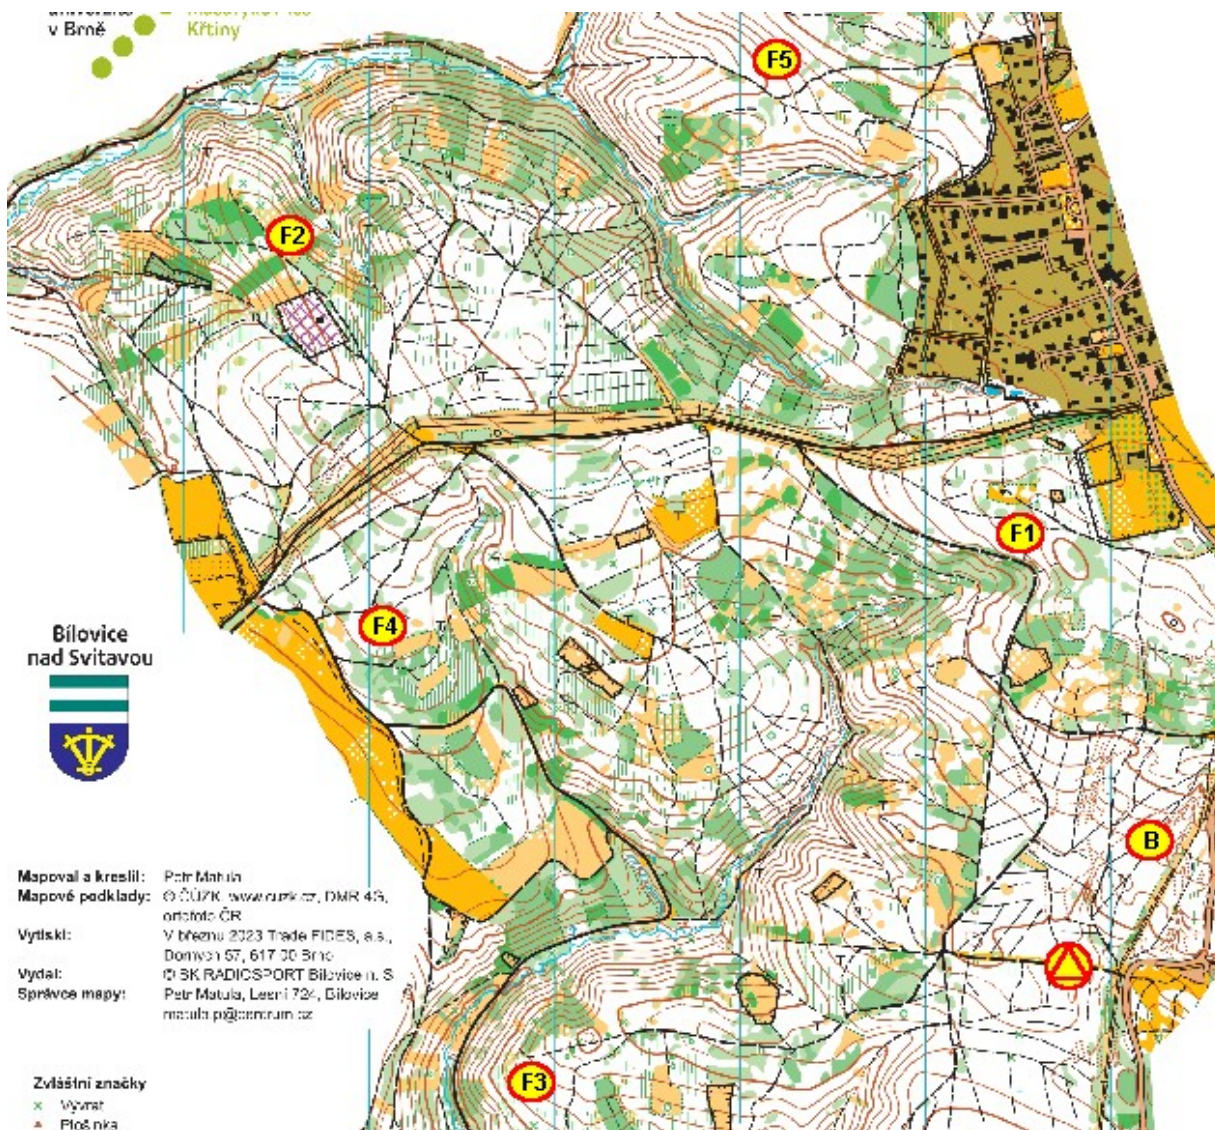 v Brně
Křtiny
F5
F2
F1
F4
Bílovice
nad Svitavou
B
F3
Mapoval a kreslil: Petr Matula
Mapové podklady: © ČÚZK, www.cuzk.cz, DMR 4G,
ortofoto ČR
Vytiskl: V březnu 2023 Trade FIDES, a.s.,
Dornych 57, 617 00 Brno
Vydal: © SK RADIOSPORT Bílovice n. S
Správce mapy: Petr Matula, Lesní 724, Bílovice
matula.p@centrum.cz
Zvláštní značky
Vývrat
Plošinka